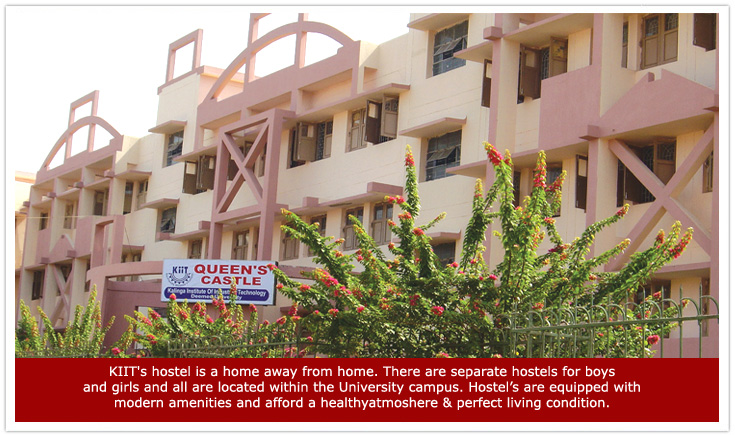 KiiT
QUEEN'S
CASTLE
Kalinga Institute Of Industrial Technology
Deemed University
KIIT's hostel is a home away from home. There are separate hostels for boys
and girls and all are located within the University campus. Hostel's are equipped with
modern amenities and afford a healthyatmoshere & perfect living condition.